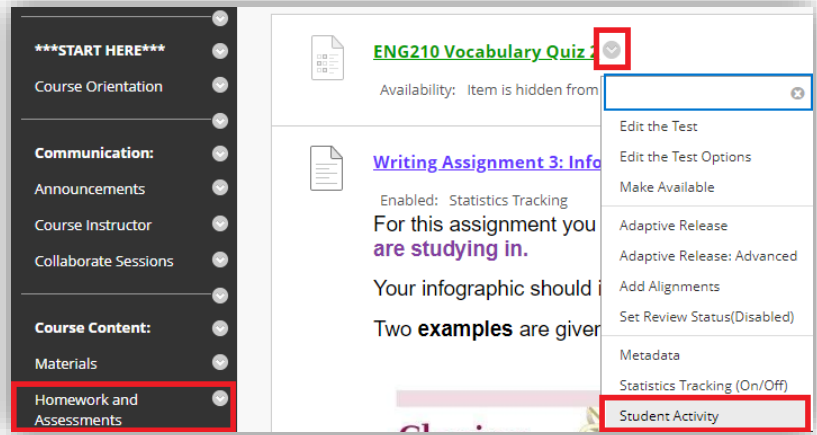 ***START HERE***
Course Orientation
Communication:
Announcements
Course Instructor
Collaborate Sessions
Course Content:
Materials
Homework and
Assessments
ENG210 Vocabulary Quiz 2
Availability: Item is hidden from
Writing Assignment 3: Info
Enabled: Statistics Tracking
For this assignment you
are studying in.
Your infographic should i
Two examples are given
Edit the Test
Edit the Test Options
Make Available
Adaptive Release
Adaptive Release: Advanced
Add Alignments
Set Review Status(Disabled)
Metadata
Statistics Tracking (On/Off)
Student Activity